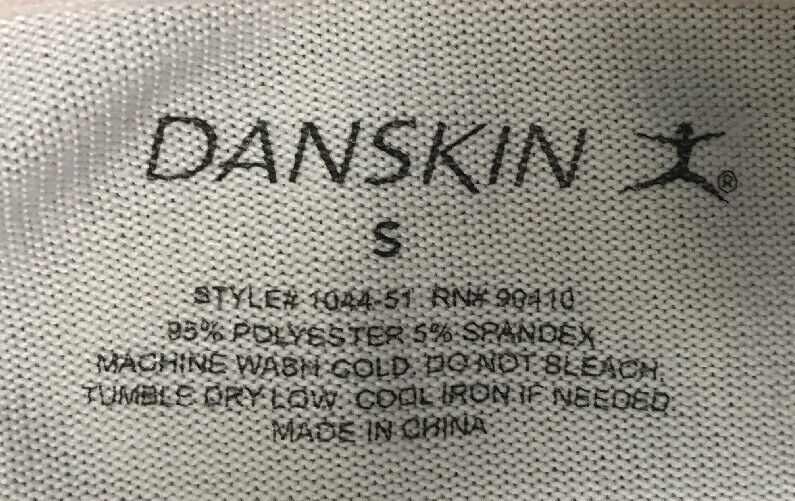 DANSKIN ®
S
STYLE# 1044-51 RN# 90410
95% POLYESTER 5% SPANDEX
MACHINE WASH COLD. DO NOT BLEACH.
TUMBLE DRY LOW. COOL IRON IF NEEDED
MADE IN CHINA